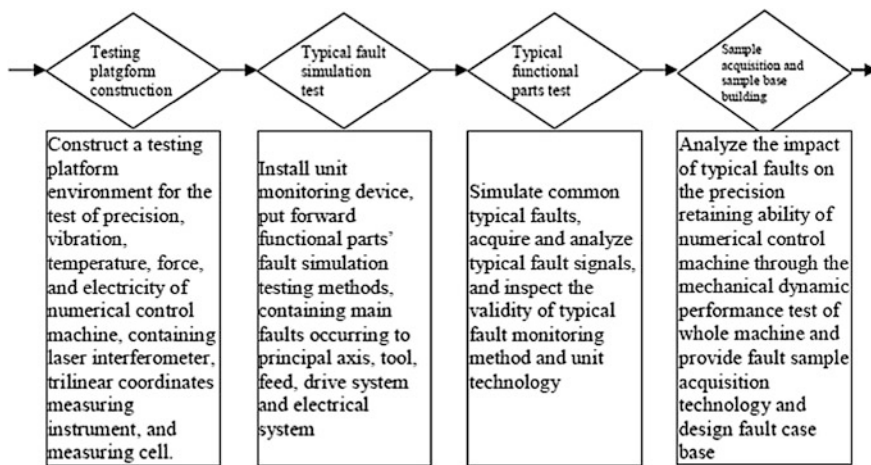 Testing
platgform
construction
Typical fault
simulation
test
Typical
functional
parts test
Sample
acquisition and
sample base
building
Construct a testing
platform
environment for the
test of precision,
vibration,
temperature, force,
and electricity of
numerical control
machine, containing
laser interferometer,
trilinear coordinates
measuring
instrument, and
measuring cell.
Install unit
monitoring device,
put forward
functional parts’
fault simulation
testing methods,
containing main
faults occurring to
principal axis, tool,
feed, drive system
and electrical
system
Simulate common
typical faults,
acquire and analyze
typical fault signals,
and inspect the
validity of typical
fault monitoring
method and unit
technology
Analyze the impact
of typical faults on
the precision
retaining ability of
numerical control
machine through the
mechanical dynamic
performance test of
whole machine and
provide fault sample
acquisition
technology and
design fault case
base